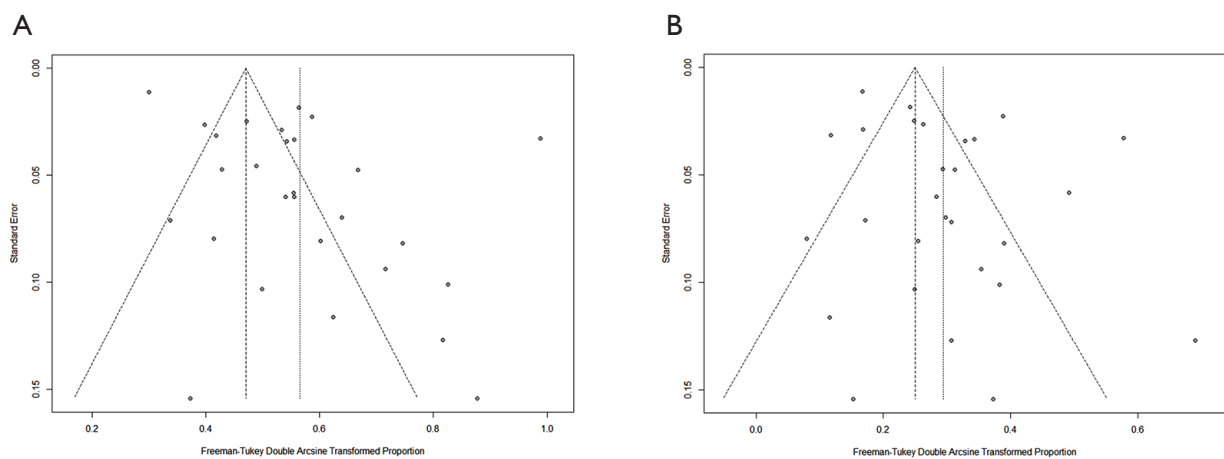 A
0.00
0.05
0.10
0.15
Standard Error
0.2
0.4
0.6
0.8
1.0
Freeman-Tukey Double Arcsine Transformed Proportion
B
0.00
0.05
0.10
0.15
Standard Error
0.0
0.2
0.4
0.6
Freeman-Tukey Double Arcsine Transformed Proportion